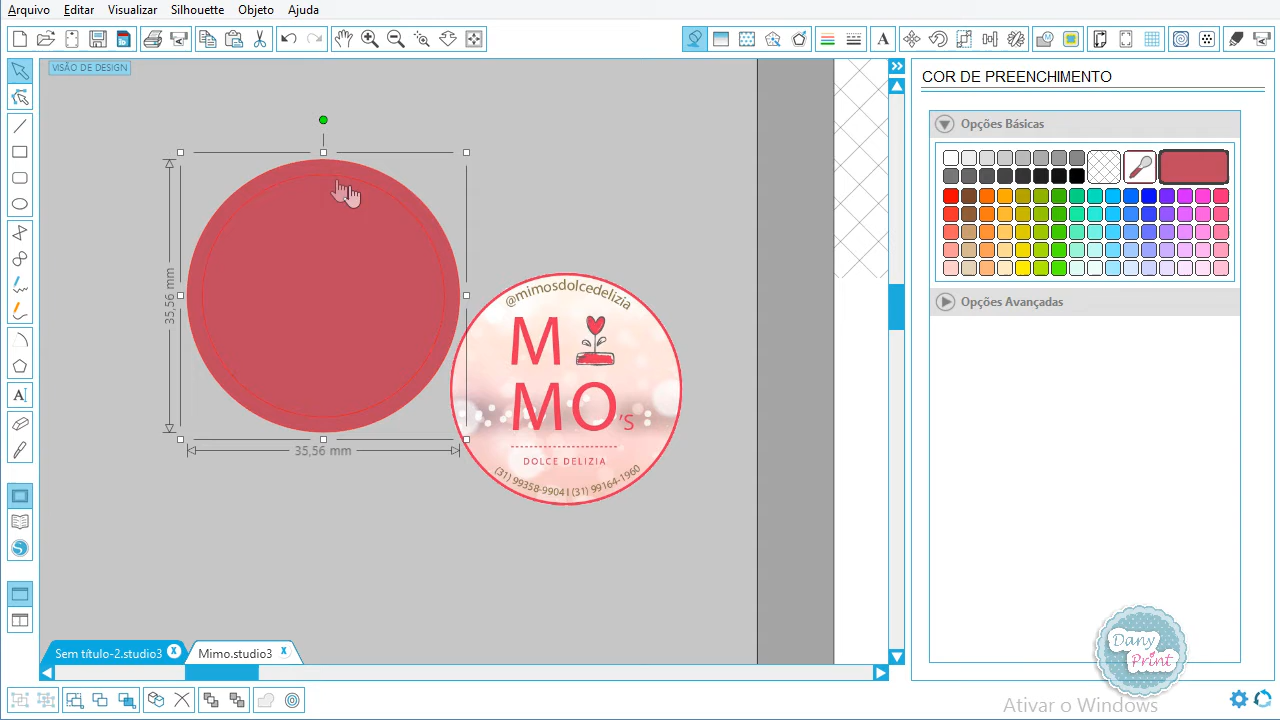 Arquivo Editar Visualizar Silhouette Objeto Ajuda
VISÃO DE DESIGN
COR DE PREENCHIMENTO
Opções Básicas
Opções Avançadas
35,56 mm
35,56 mm
@mimosdolcedelizia
M
MO'S
DOLCE DELIZIA
(31) 99358-9904 | (31) 99164-1960
Sem título-2.studio3
Mimo.studio3
Dany
Print
Ativar o Windows